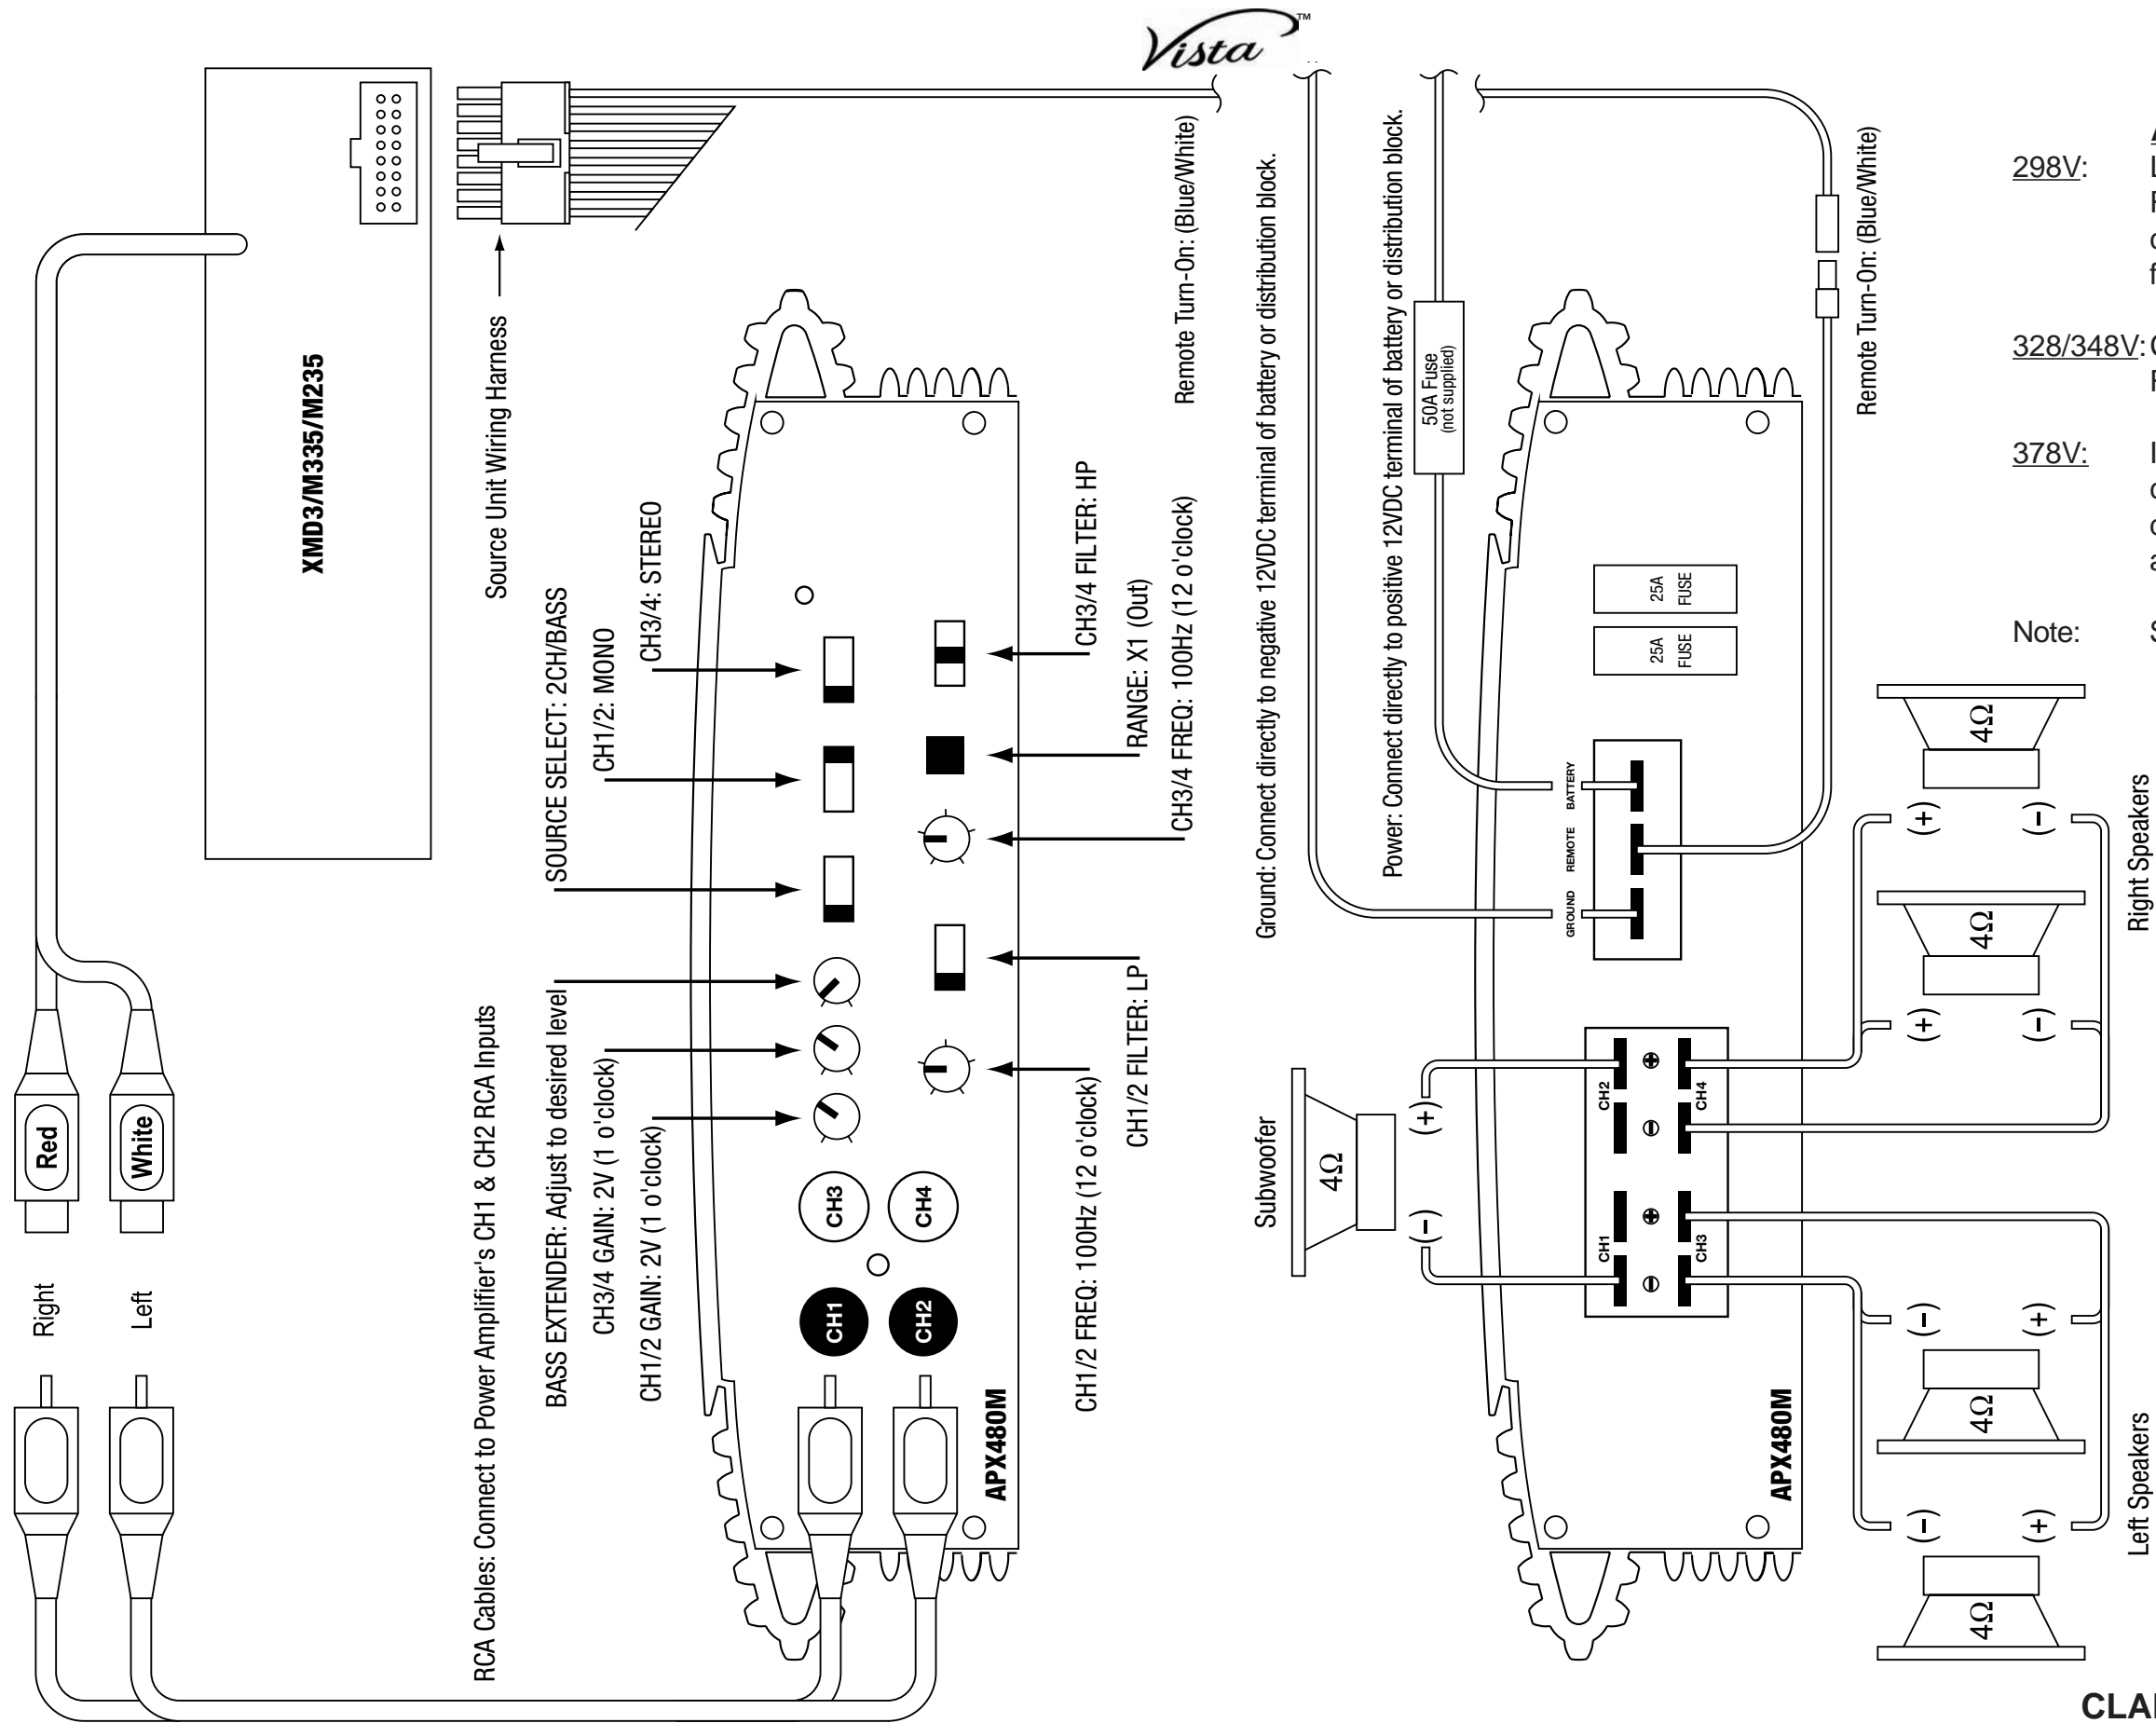 Vista™
XMD3/M335/M235
Source Unit Wiring Harness
Red
White
Right
Left
RCA Cables: Connect to Power Amplifier's CH1 & CH2 RCA Inputs
SOURCE SELECT: 2CH/BASS
CH1/2: MONO
CH3/4: STEREO
BASS EXTENDER: Adjust to desired level
CH3/4 GAIN: 2V (1 o'clock)
CH1/2 GAIN: 2V (1 o'clock)
CH3
CH4
CH1
CH2
APX480M
CH3/4 FILTER: HP
RANGE: X1 (Out)
CH3/4 FREQ: 100Hz (12 o'clock)
CH1/2 FILTER: LP
CH1/2 FREQ: 100Hz (12 o'clock)
Remote Turn-On: (Blue/White)
Ground: Connect directly to negative 12VDC terminal of battery or distribution block.
Power: Connect directly to positive 12VDC terminal of battery or distribution block.
50A Fuse
(not supplied)
Remote Turn-On: (Blue/White)
25A
FUSE
25A
FUSE
GROUND REMOTE BATTERY
Subwoofer
4Ω
(−) (+)
CH1 CH2
CH3 CH4
APX480M
4Ω
(+) (−)
4Ω
(+) (−)
Right Speakers
(−) (+)
4Ω
(−) (+)
4Ω
Left Speakers
298V:
328/348V:
378V:
Note: